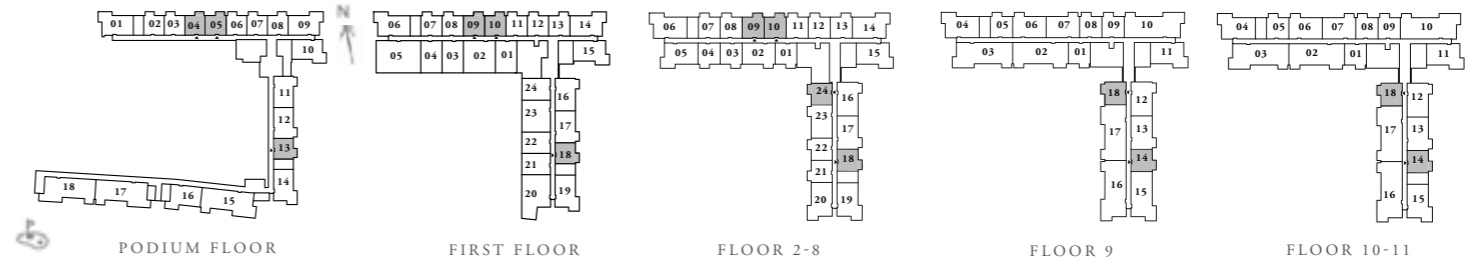 N
01 02 03 04 05 06 07 08 09
10
11
12
13
14
18 17 16 15
PODIUM FLOOR
06 07 08 09 10 11 12 13 14
05 04 03 02 01 15
24 16
23 17
22 18
21
20 19
FIRST FLOOR
06 07 08 09 10 11 12 13 14
05 04 03 02 01 15
24 16
23 17
22 18
21
20 19
FLOOR 2-8
04 05 06 07 08 09 10
03 02 01 11
18 12
17 13
14
16 15
FLOOR 9
04 05 06 07 08 09 10
03 02 01 11
18 12
17 13
14
16 15
FLOOR 10-11